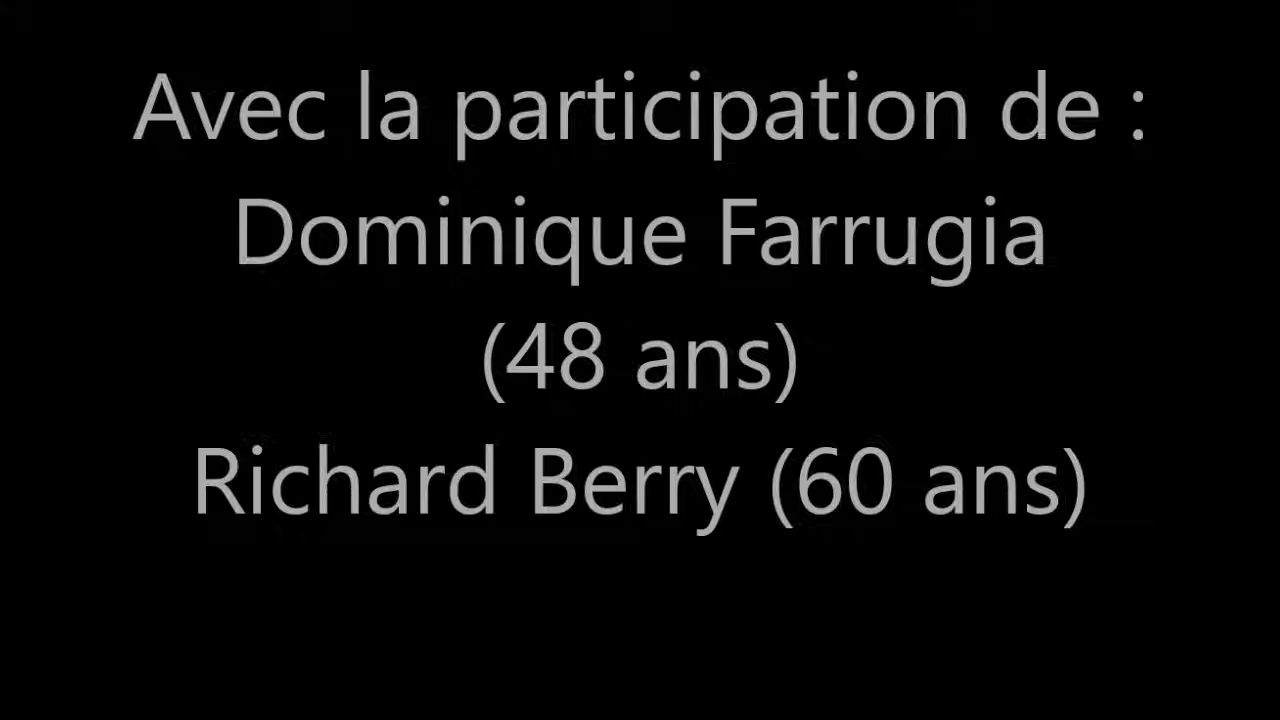 Avec la participation de :
Dominique Farrugia
(48 ans)
Richard Berry (60 ans)